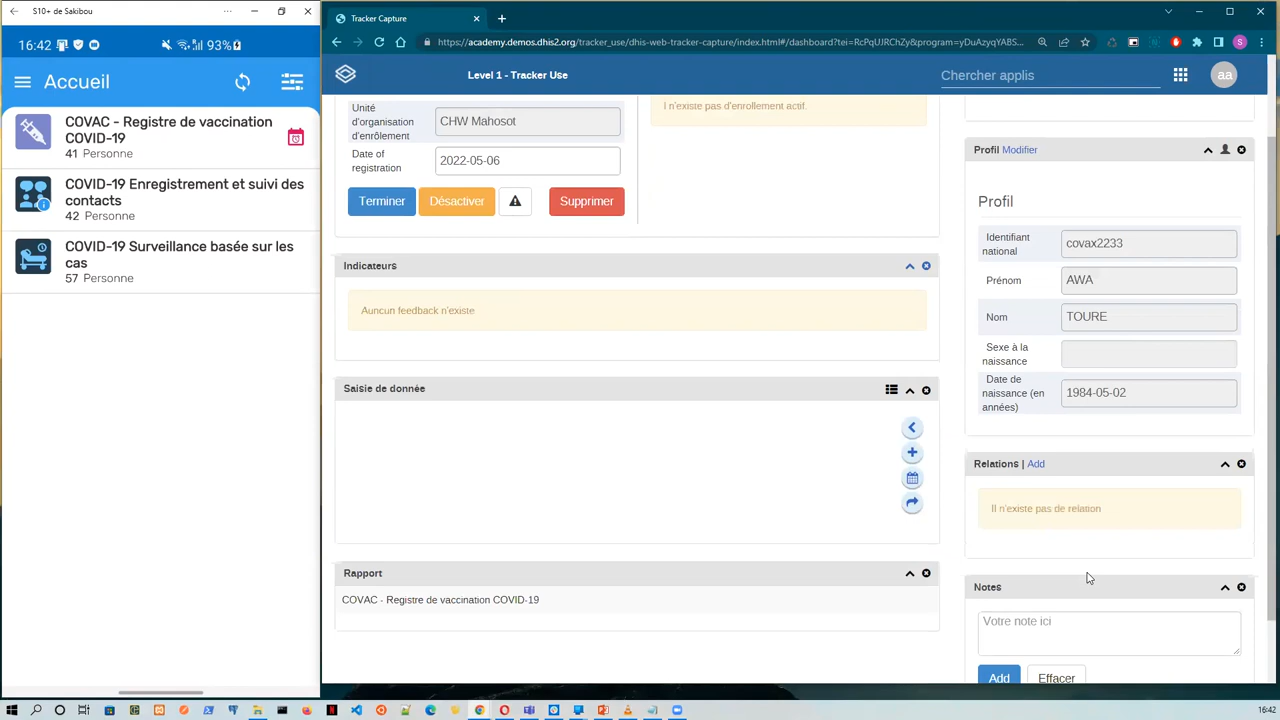 S10+ de Sakibou
16:42
93%
Accueil
COVAC - Registre de vaccination
COVID-19
41 Personne
COVID-19 Enregistrement et suivi des
contacts
42 Personne
COVID-19 Surveillance basée sur les
cas
57 Personne
Tracker Capture
https://academy.demos.dhis2.org/tracker_use/dhis-web-tracker-capture/index.html#/dashboard?tei=RcPqUJRChZy&program=yDuAzyqYABS...
S
Level 1 - Tracker Use
Chercher applis
aa
Unité
d'organisation
d'enrôlement
CHW Mahosot
Date of
registration
2022-05-06
Terminer
Désactiver
Supprimer
l n'existe pas d'enrollement actif.
Indicateurs
Auncun feedback n'existe
Saisie de donnée
Rapport
COVAC - Registre de vaccination COVID-19
Profil Modifier
Profil
Identifiant
national
covax2233
Prénom
AWA
Nom
TOURE
Sexe à la
naissance
Date de
naissance (en
années)
1984-05-02
Relations | Add
Il n'existe pas de relation
Notes
Votre note ici
Add
Effacer
16:42